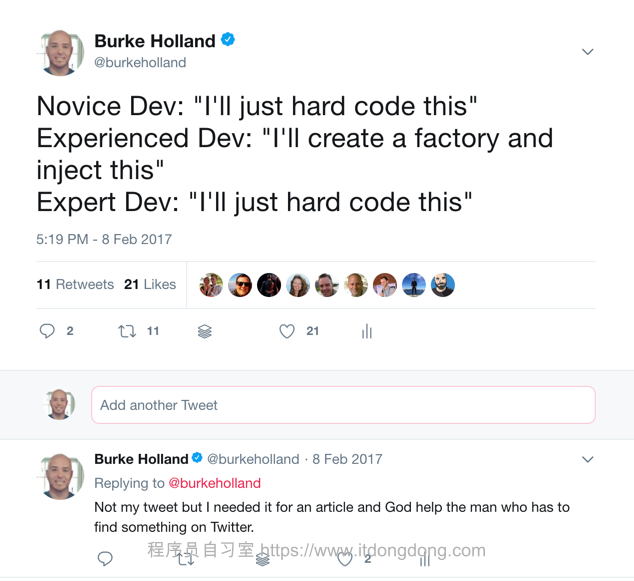 Burke Holland
@burkeholland
Novice Dev: "I'll just hard code this"
Experienced Dev: "I'll create a factory and
inject this"
Expert Dev: "I'll just hard code this"
5:19 PM - 8 Feb 2017
11 Retweets 21 Likes
2 11 21
Add another Tweet
Burke Holland @burkeholland · 8 Feb 2017
Replying to @burkeholland
Not my tweet but I needed it for an article and God help the man who has to
find something on Twitter.
2
程序员自习室 https://www.itdongdong.com